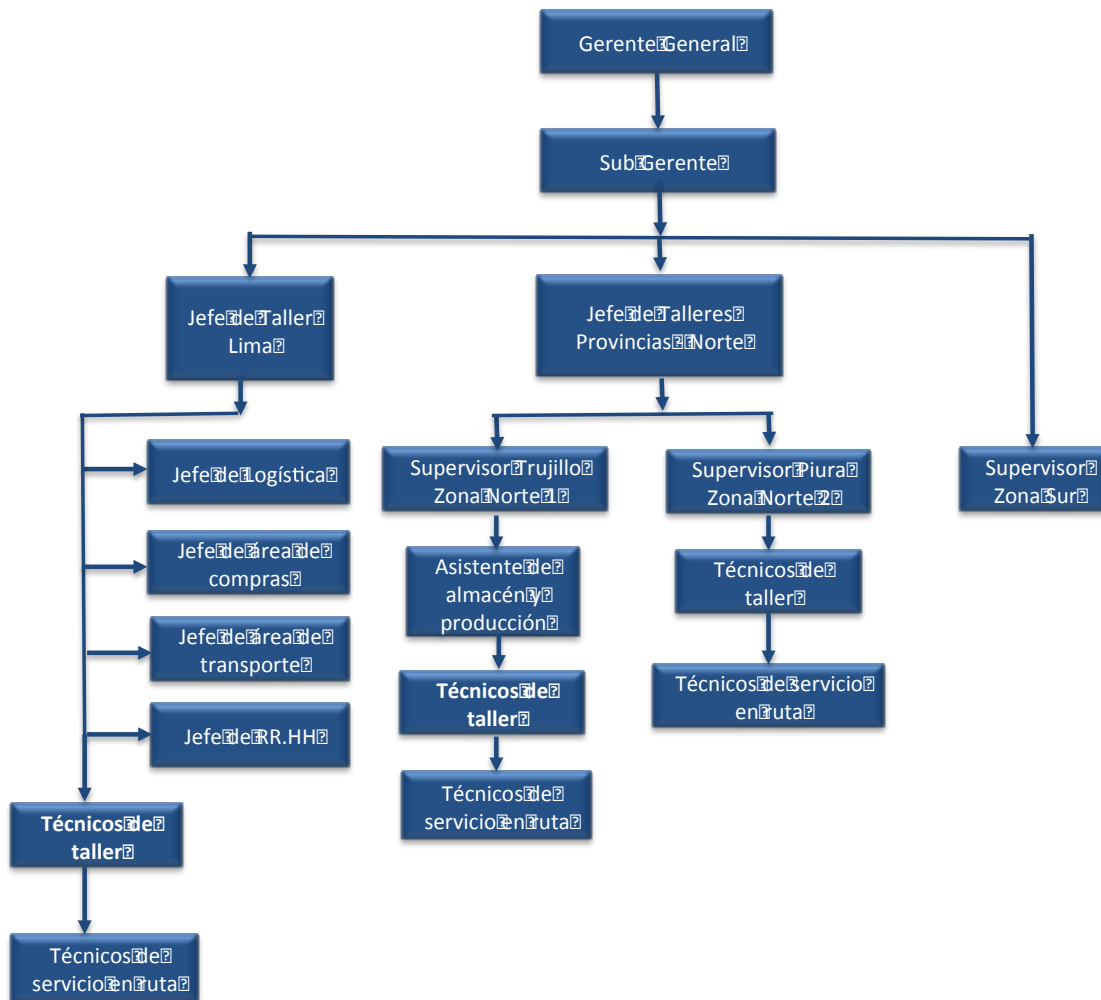 Gerente General
Sub Gerente
Jefe de Taller
Lima
Jefe de Talleres
Provincias - Norte
Jefe de Logística
Supervisor Trujillo
Zona Norte 1
Supervisor Piura
Zona Norte 2
Supervisor
Zona Sur
Jefe de área de
compras
Asistente de
almacén y
producción
Técnicos de
taller
Jefe de área de
transporte
Técnicos de
taller
Técnicos de servicio
en ruta
Jefe de RR.HH
Técnicos de
servicio en ruta
Técnicos de
taller
Técnicos de
servicio en ruta